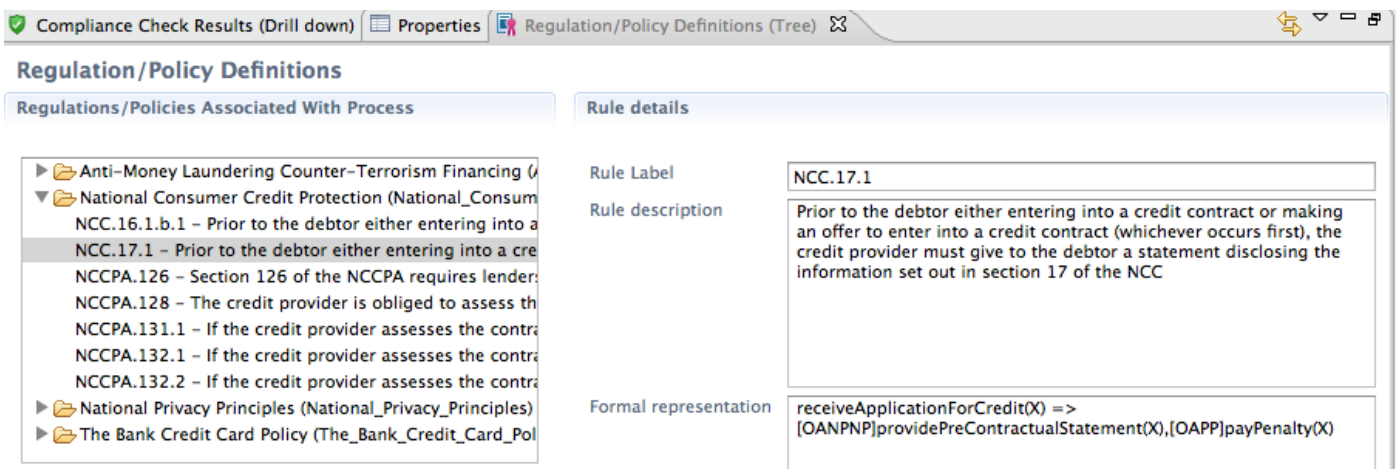 Compliance Check Results (Drill down) Properties Regulation/Policy Definitions (Tree)
Regulation/Policy Definitions
Regulations/Policies Associated With Process
Anti-Money Laundering Counter-Terrorism Financing (
National Consumer Credit Protection (National_Consum
NCC.16.1.b.1 – Prior to the debtor either entering into a
NCC.17.1 – Prior to the debtor either entering into a cre
NCCPA.126 – Section 126 of the NCCPA requires lender
NCCPA.128 – The credit provider is obliged to assess th
NCCPA.131.1 – If the credit provider assesses the contra
NCCPA.132.1 – If the credit provider assesses the contra
NCCPA.132.2 – If the credit provider assesses the contra
National Privacy Principles (National_Privacy_Principles)
The Bank Credit Card Policy (The_Bank_Credit_Card_Pol
Rule details
Rule Label
NCC.17.1
Rule description
Prior to the debtor either entering into a credit contract or making
an offer to enter into a credit contract (whichever occurs first), the
credit provider must give to the debtor a statement disclosing the
information set out in section 17 of the NCC
Formal representation
receiveApplicationForCredit(X) =>
[OANPNP]providePreContractualStatement(X),[OAPP]payPenalty(X)